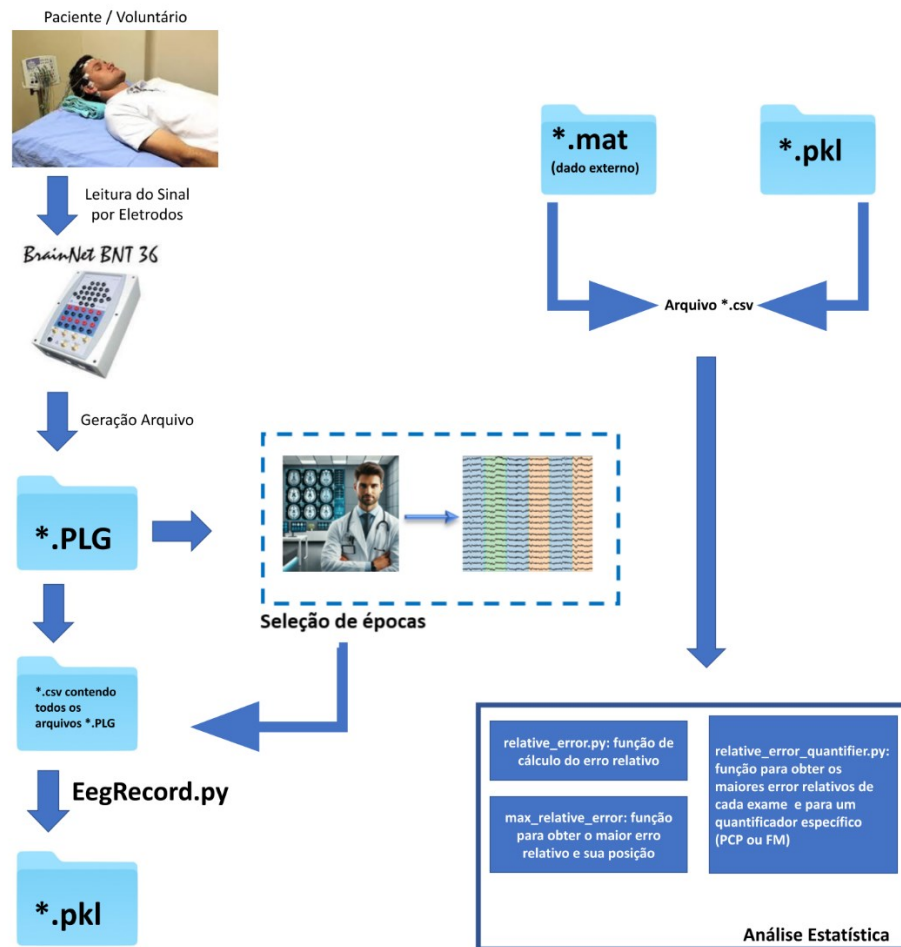 Paciente / Voluntário
Leitura do Sinal
por Eletrodos
BrainNet BNT 36
Geração Arquivo
*.PLG
Seleção de épocas
*.csv contendo
todos os
arquivos *.PLG
EegRecord.py
*.pkl
*.mat
(dado externo)
*.pkl
Arquivo *.csv
relative_error.py: função de
cálculo do erro relativo
max_relative_error: função
para obter o maior erro
relativo e sua posição
relative_error_quantifier.py:
função para obter os
maiores error relativos de
cada exame e para um
quantificador específico
(PCP ou FM)
Análise Estatística